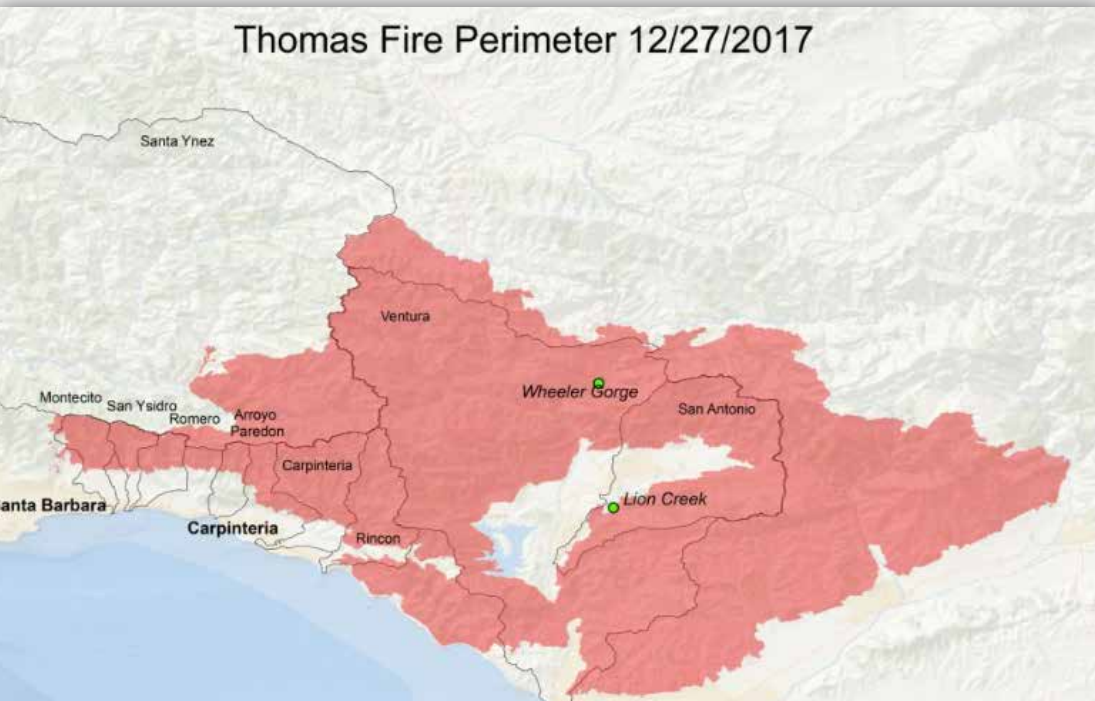 Thomas Fire Perimeter 12/27/2017
Santa Ynez
Ventura
Wheeler Gorge
Montecito
San Ysidro
Romero
Arroyo
Paredon
San Antonio
Carpinteria
Lion Creek
anta Barbara
Carpinteria
Rincon